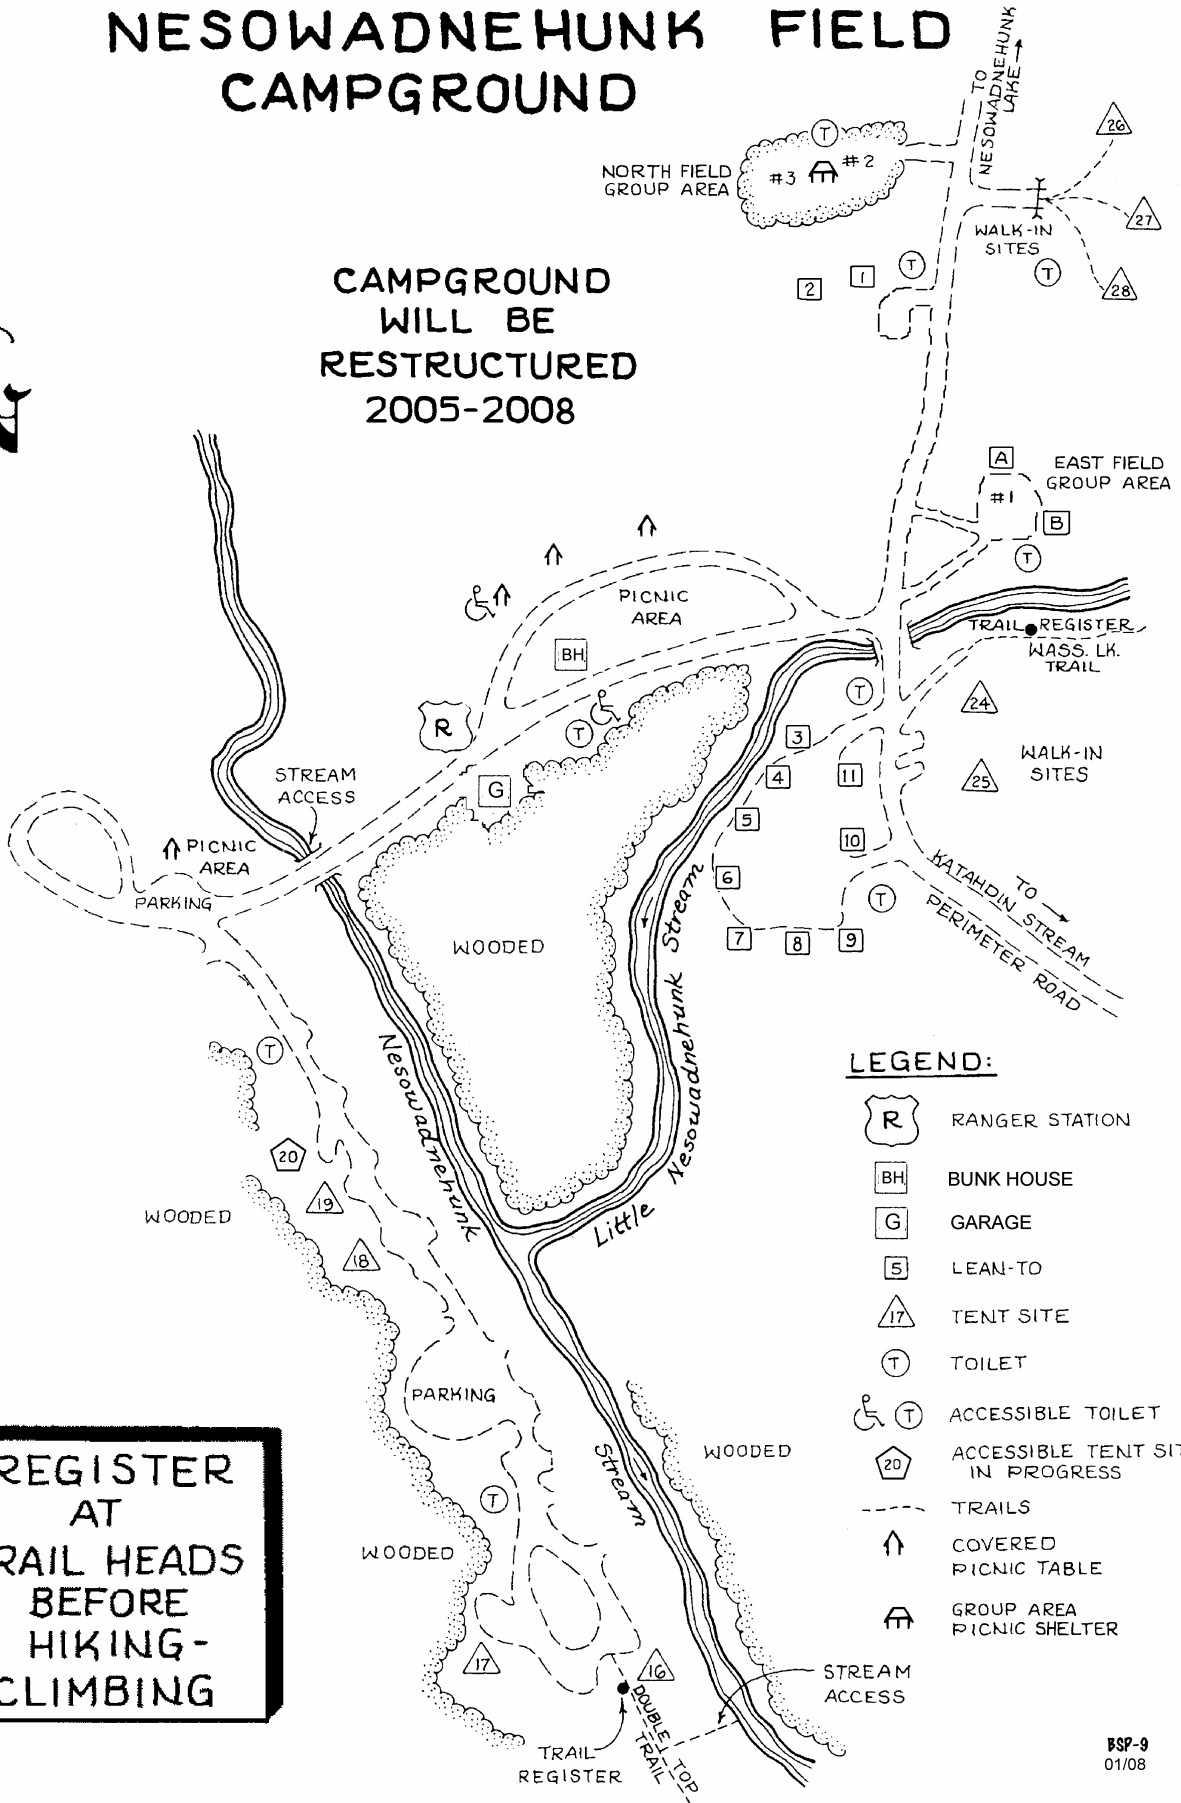 NESOWADNEHUNK FIELD
CAMPGROUND
TO
NESOWADNEHUNK
LAKE
26
T
NORTH FIELD
GROUP AREA
#3
#2
27
WALK-IN
SITES
T
T
28
1
2
CAMPGROUND
WILL BE
RESTRUCTURED
2005-2008
A
EAST FIELD
GROUP AREA
#1
B
T
PICNIC
AREA
TRAIL REGISTER
WASS. LK.
TRAIL
BH
T
24
R
T
3
WALK-IN
SITES
4
11
25
STREAM
ACCESS
G
5
10
PICNIC
AREA
6
KATAHDIN STREAM
TO
PARKING
T
PERIMETER ROAD
WOODED
7
8
9
Nesowadnehunk
Stream
Little
Nesowadnehunk Stream
T
20
19
WOODED
18
PARKING
WOODED
T
WOODED
17
16
DOUBLE TOP
TRAIL
STREAM
ACCESS
TRAIL
REGISTER
LEGEND:
R RANGER STATION
BH BUNK HOUSE
G GARAGE
5 LEAN-TO
17 TENT SITE
T TOILET
T ACCESSIBLE TOILET
20 ACCESSIBLE TENT SIT
IN PROGRESS
TRAILS
COVERED
PICNIC TABLE
GROUP AREA
PICNIC SHELTER
REGISTER
AT
RAIL HEADS
BEFORE
HIKING-
CLIMBING
BSP-9
01/08